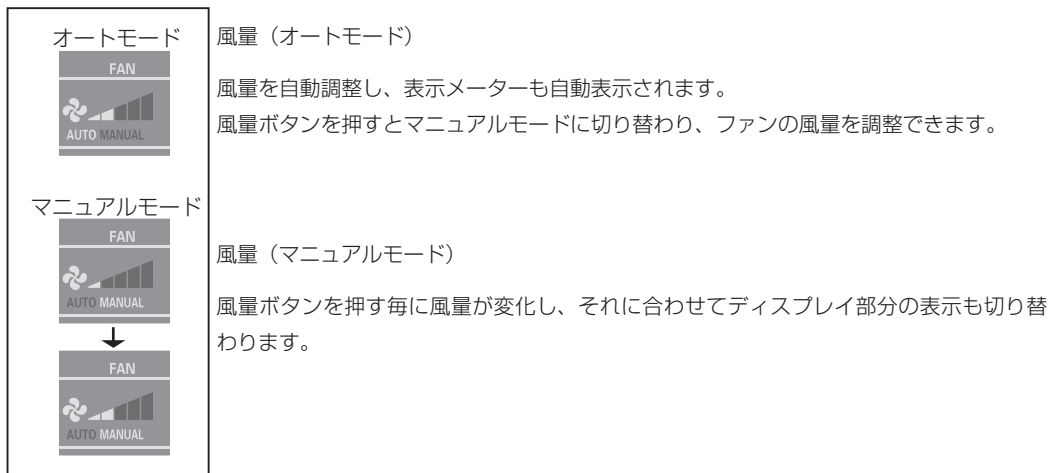 オートモード
FAN
AUTO MANUAL
風量（オートモード）
風量を自動調整し、表示メーターも自動表示されます。
風量ボタンを押すとマニュアルモードに切り替わり、ファンの風量を調整できます。
マニュアルモード
FAN
AUTO MANUAL
FAN
AUTO MANUAL
風量（マニュアルモード）
風量ボタンを押す毎に風量が変化し、それに合わせてディスプレイ部分の表示も切り替
わります。